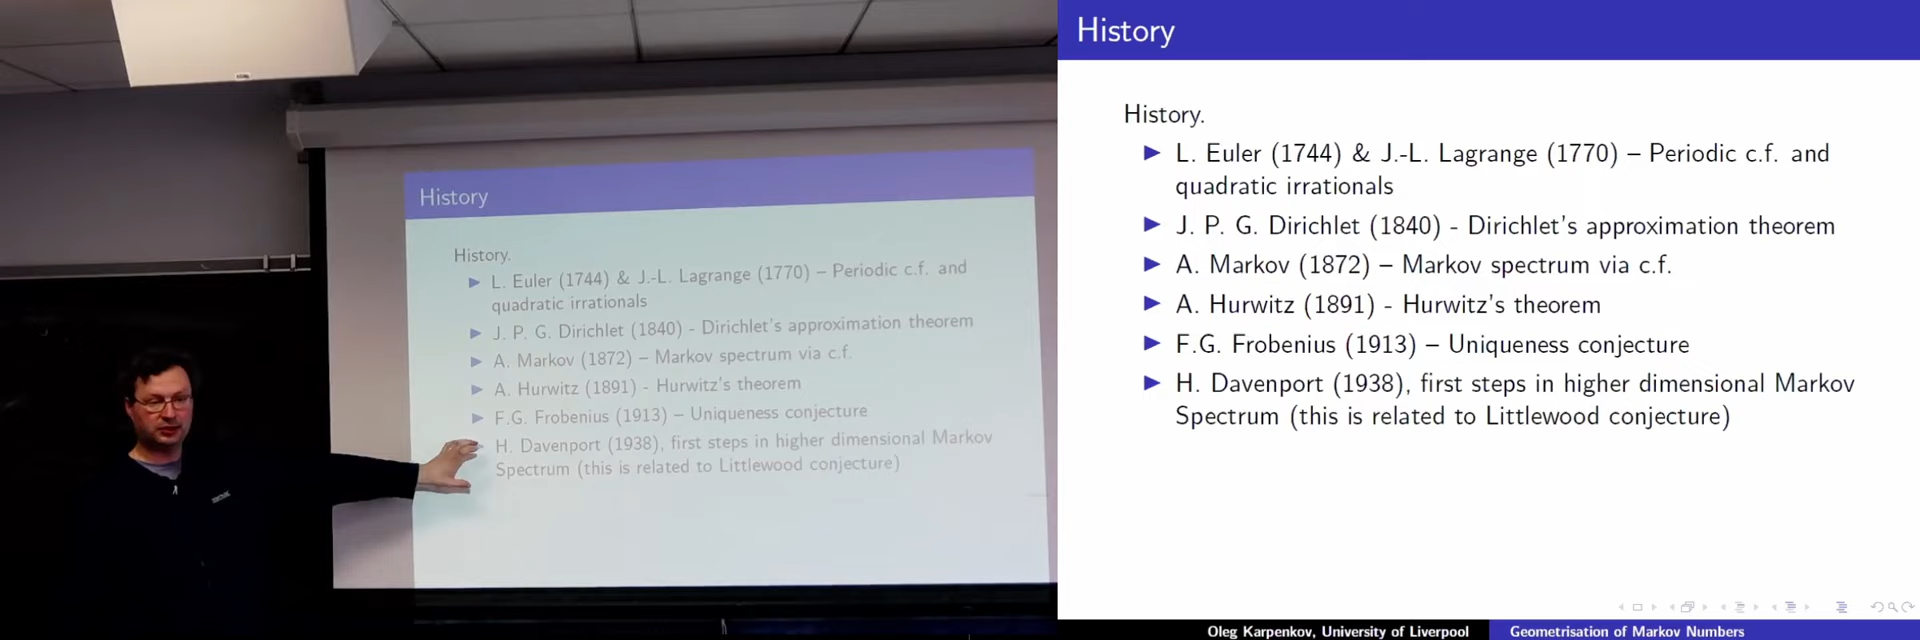 History
History.
▶ L. Euler (1744) & J.-L. Lagrange (1770) – Periodic c.f. and
quadratic irrationals
▶ J. P. G. Dirichlet (1840) - Dirichlet's approximation theorem
▶ A. Markov (1872) – Markov spectrum via c.f.
▶ A. Hurwitz (1891) - Hurwitz's theorem
▶ F.G. Frobenius (1913) – Uniqueness conjecture
▶ H. Davenport (1938), first steps in higher dimensional Markov
Spectrum (this is related to Littlewood conjecture)
History
History.
▶ L. Euler (1744) & J.-L. Lagrange (1770) – Periodic c.f. and
quadratic irrationals
▶ J. P. G. Dirichlet (1840) - Dirichlet's approximation theorem
▶ A. Markov (1872) – Markov spectrum via c.f.
▶ A. Hurwitz (1891) - Hurwitz's theorem
▶ F.G. Frobenius (1913) – Uniqueness conjecture
▶ H. Davenport (1938), first steps in higher dimensional Markov
Spectrum (this is related to Littlewood conjecture)
Oleg Karpenkov, University of Liverpool Geometrisation of Markov Numbers